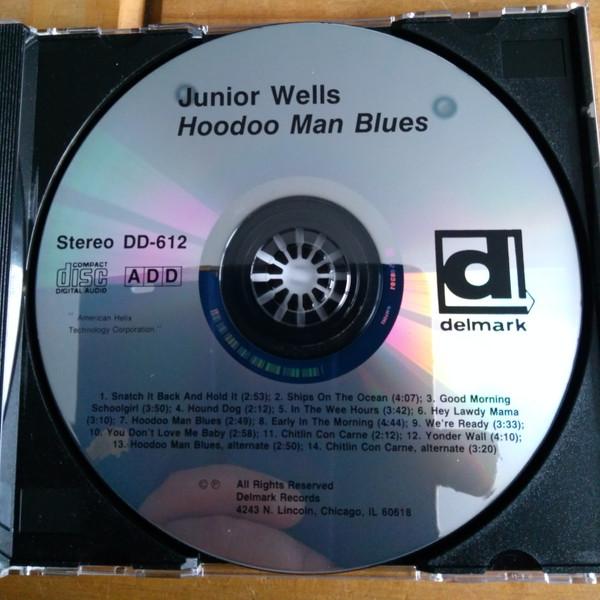 Junior Wells
Hoodoo Man Blues
Stereo DD-612
COMPACT
disc
DIGITAL AUDIO
ADD
d
delmark
" American Helix
Technology Corporation "
1. Snatch It Back And Hold It (2:53); 2. Ships On The Ocean (4:07); 3. Good Morning
Schoolgirl (3:50); 4. Hound Dog (2:12); 5. In The Wee Hours (3:42); 6. Hey Lawdy Mama
(3:10); 7. Hoodoo Man Blues (2:49); 8. Early In The Morning (4:44); 9. We're Ready (3:33);
10. You Don't Love Me Baby (2:58); 11. Chitlin Con Carne (2:12); 12. Yonder Wall (4:10);
13. Hoodoo Man Blues, alternate (2:50); 14. Chitlin Con Carne, alternate (3:20)
© ℗ All Rights Reserved
Delmark Records
4243 N. Lincoln, Chicago, IL 60618